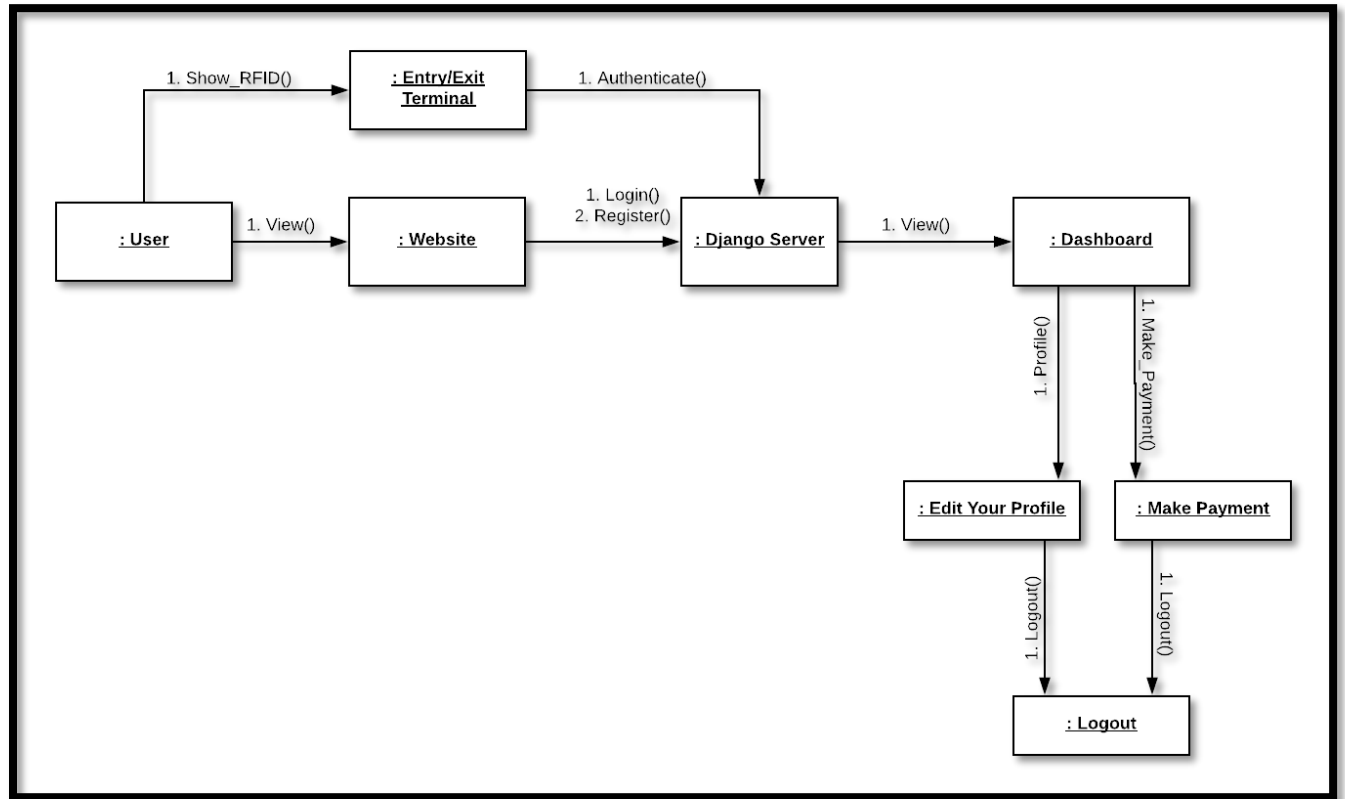 1. Show_RFID()
: Entry/Exit
Terminal
1. Authenticate()
: User
1. View()
: Website
1. Login()
2. Register()
: Django Server
1. View()
: Dashboard
1. Profile()
1. Make_Payment()
: Edit Your Profile
: Make Payment
1. Logout()
1. Logout()
: Logout